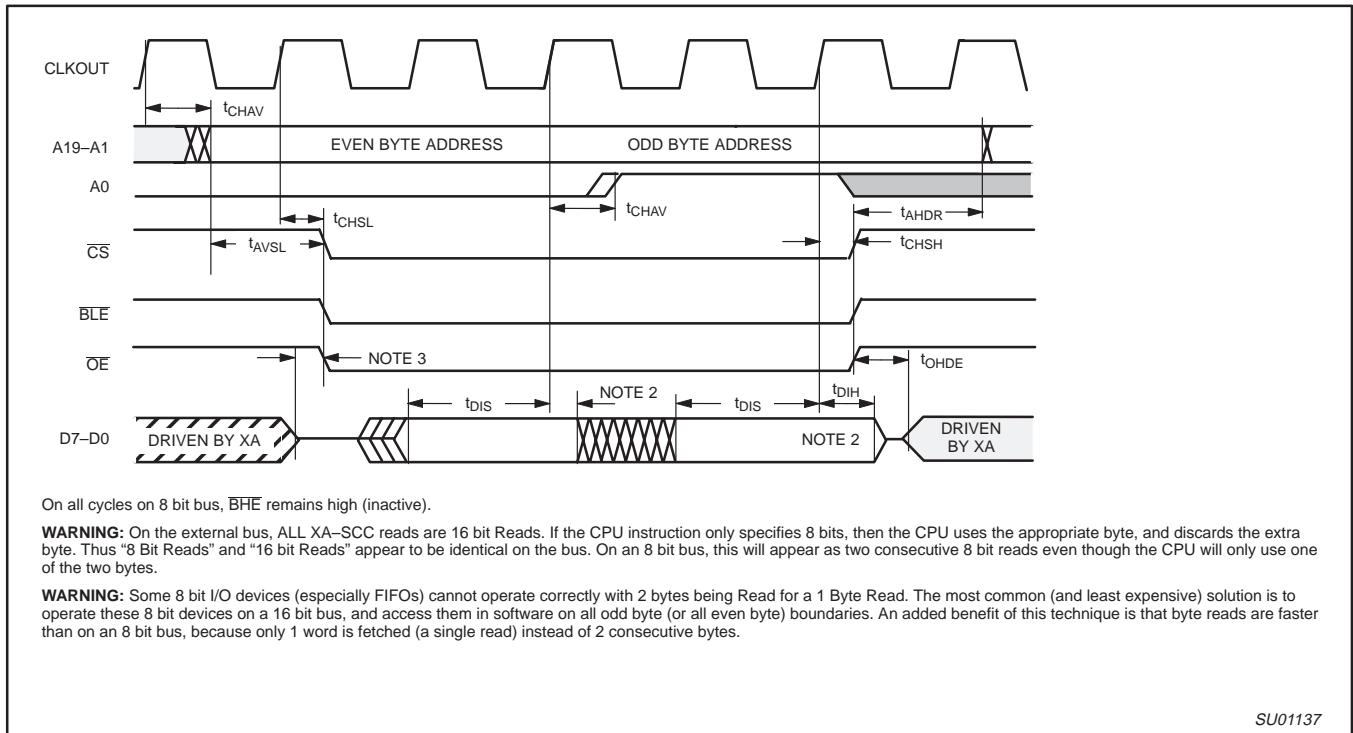 CLKOUT
tCHAV
A19–A1
EVEN BYTE ADDRESS
ODD BYTE ADDRESS
A0
tCHSL
tCHAV
tAHDR
tAVSL
tCHSH
CS
BLE
OE
NOTE 3
tOHDE
tDIS
NOTE 2
tDIS
tDIH
D7–D0
DRIVEN BY XA
NOTE 2
DRIVEN
BY XA
On all cycles on 8 bit bus, BHE remains high (inactive).
WARNING: On the external bus, ALL XA–SCC reads are 16 bit Reads. If the CPU instruction only specifies 8 bits, then the CPU uses the appropriate byte, and discards the extra
byte. Thus “8 Bit Reads” and “16 bit Reads” appear to be identical on the bus. On an 8 bit bus, this will appear as two consecutive 8 bit reads even though the CPU will only use one
of the two bytes.
WARNING: Some 8 bit I/O devices (especially FIFOs) cannot operate correctly with 2 bytes being Read for a 1 Byte Read. The most common (and least expensive) solution is to
operate these 8 bit devices on a 16 bit bus, and access them in software on all odd byte (or all even byte) boundaries. An added benefit of this technique is that byte reads are faster
than on an 8 bit bus, because only 1 word is fetched (a single read) instead of 2 consecutive bytes.
SU01137